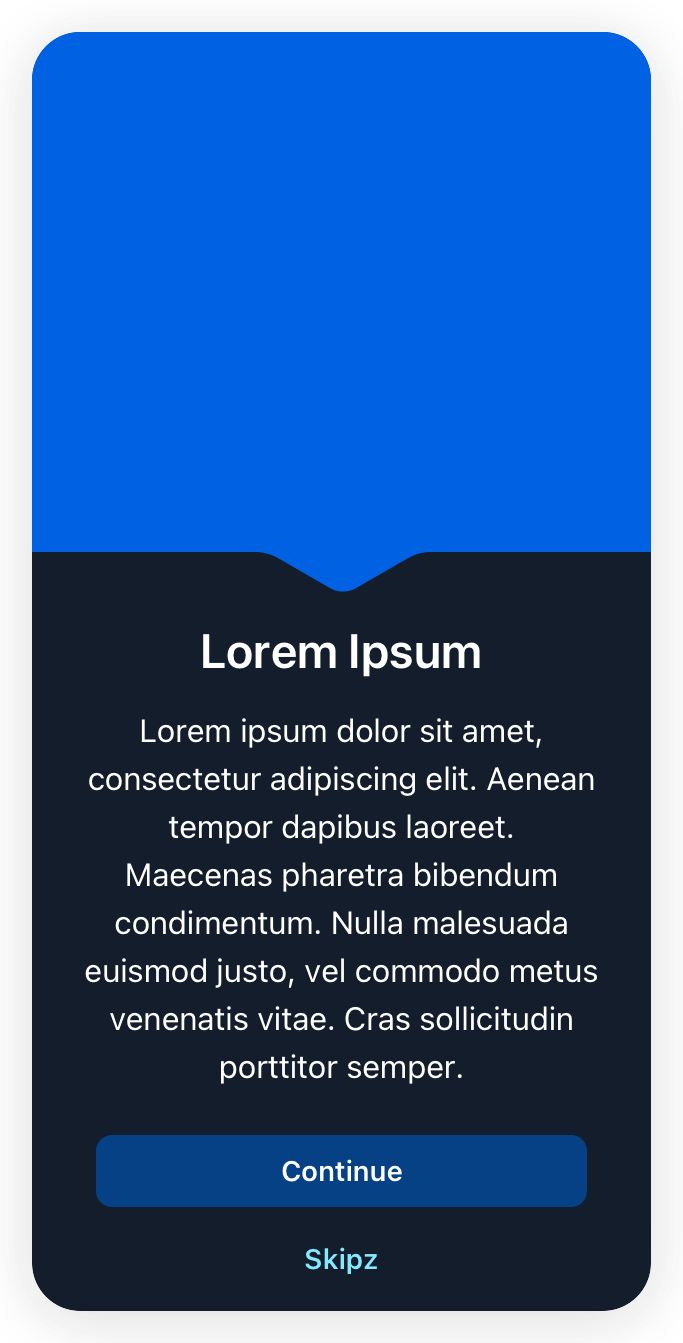 Lorem Ipsum
Lorem ipsum dolor sit amet,
consectetur adipiscing elit. Aenean
tempor dapibus laoreet.
Maecenas pharetra bibendum
condimentum. Nulla malesuada
euismod justo, vel commodo metus
venenatis vitae. Cras sollicitudin
porttitor semper.
Continue
Skipz